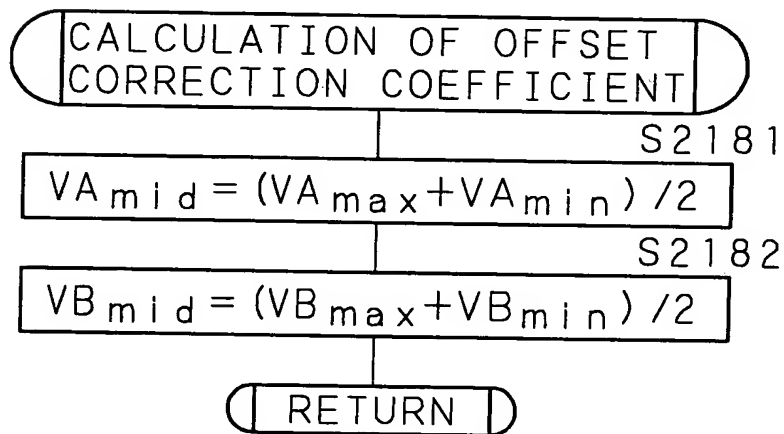 CALCULATION OF OFFSET
CORRECTION COEFFICIENT
S2181
VAmid=(VAmax+VAmin)/2
S2182
VBmid=(VBmax+VBmin)/2
RETURN